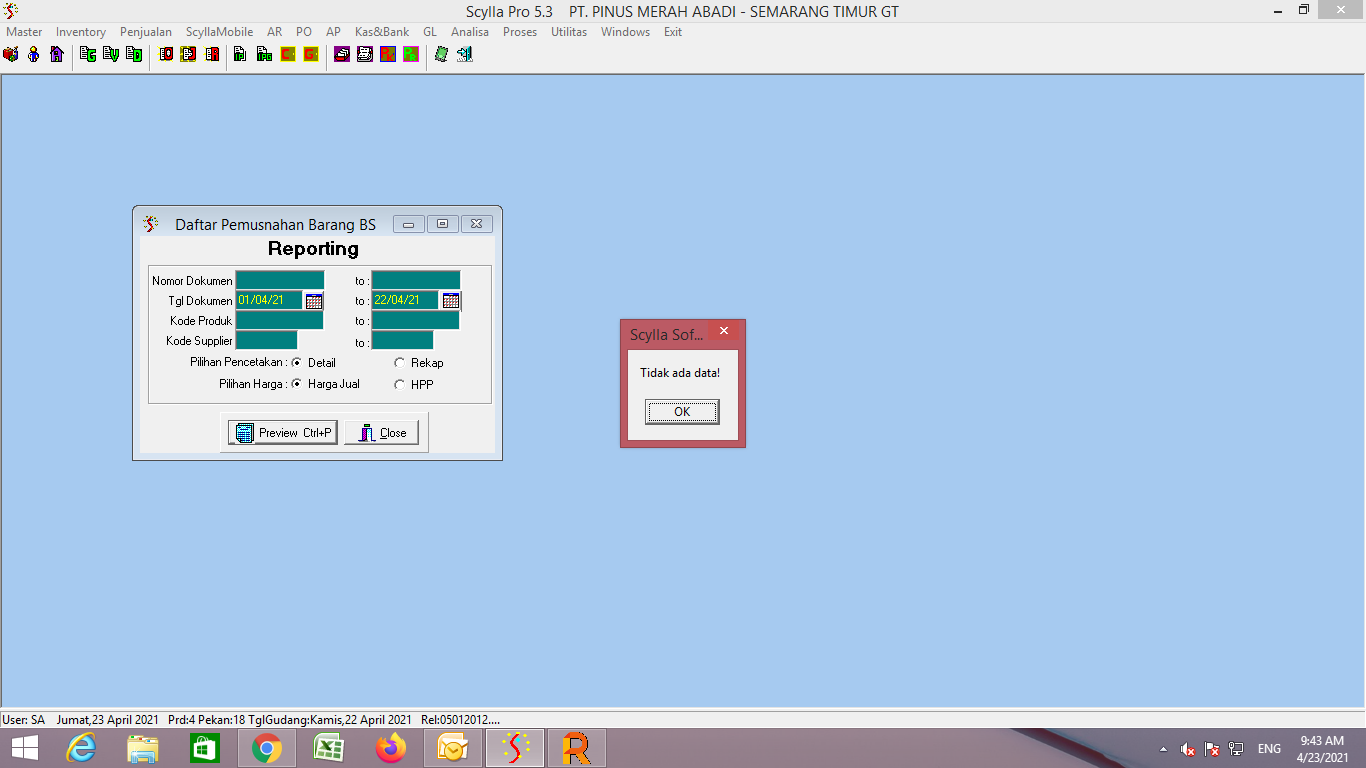 Scylla Pro 5.3    PT. PINUS MERAH ABADI - SEMARANG TIMUR GT
Master Inventory Penjualan ScyllaMobile AR PO AP Kas&Bank GL Analisa Proses Utilitas Windows Exit
Daftar Pemusnahan Barang BS
Reporting
Nomor Dokumen to :
Tgl Dokumen 01/04/21 to : 22/04/21
Kode Produk to :
Kode Supplier to :
Pilihan Pencetakan : Detail Rekap
Pilihan Harga : Harga Jual HPP
Preview Ctrl+P Close
Scylla Sof...
Tidak ada data!
OK
User: SA Jumat,23 April 2021 Prd:4 Pekan:18 TglGudang:Kamis,22 April 2021 Rel:05012012....
ENG
9:43 AM
4/23/2021